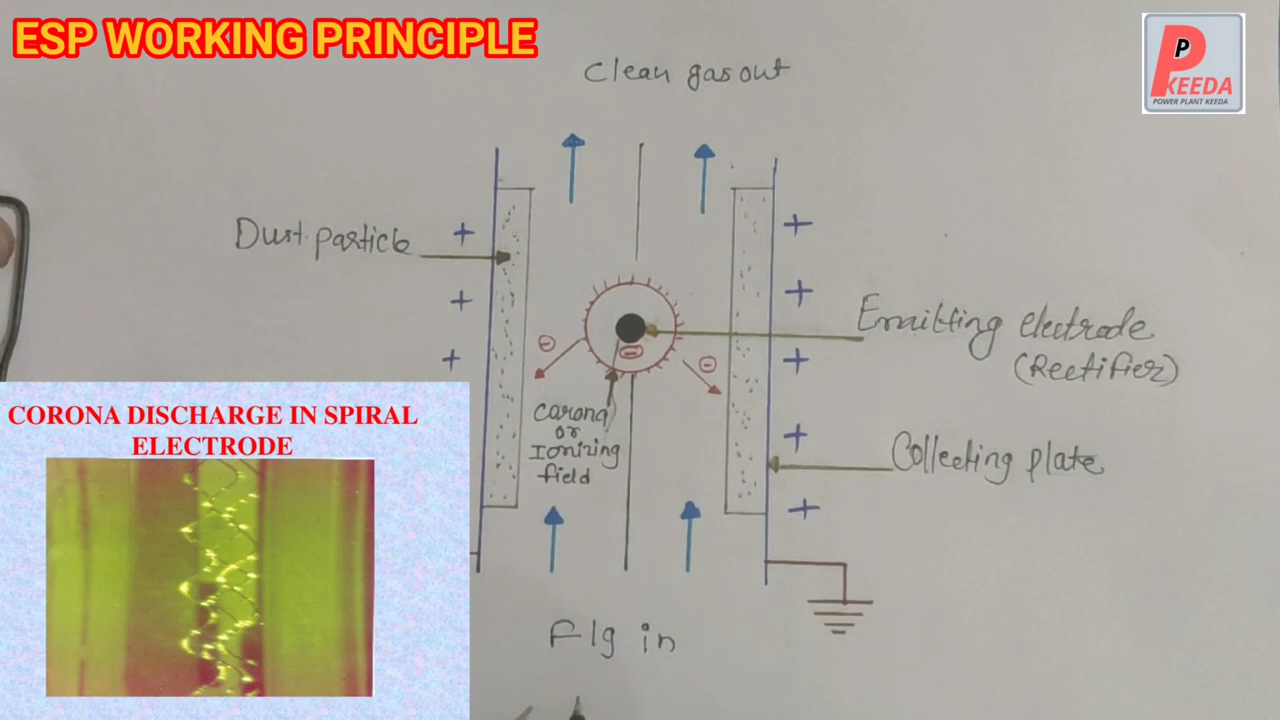 ESP WORKING PRINCIPLE
P
P
KEEDA
POWER PLANT KEEDA
Clean gas out
Dust particle
+
+
+
+
+
+
+
+
Emitting electrode
(Rectifier)
-
-
-
Carona
or
Ionizing
field
Collecting plate
CORONA DISCHARGE IN SPIRAL
ELECTRODE
Flg in